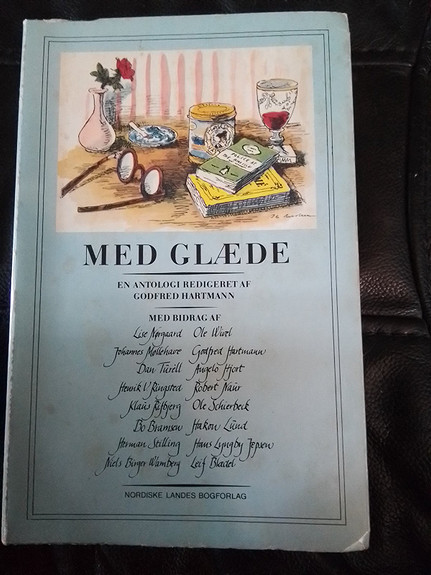 MED GLÆDE
EN ANTOLOGI REDIGERET AF
GODFRED HARTMANN
MED BIDRAG AF
Lise Nørgaard Ole Wivel
Johannes Møllehave Godfred Hartmann
Dan Turèll Angelo Hjort
Henrik V. Ringsted Robert Naur
Klaus Rifbjerg Ole Schierbeck
Bo Bramsen Hakon Lund
Herman Stilling Hans Lyngby Jepsen
Niels Birger Wamberg Leif Blædel
NORDISKE LANDES BOGFORLAG